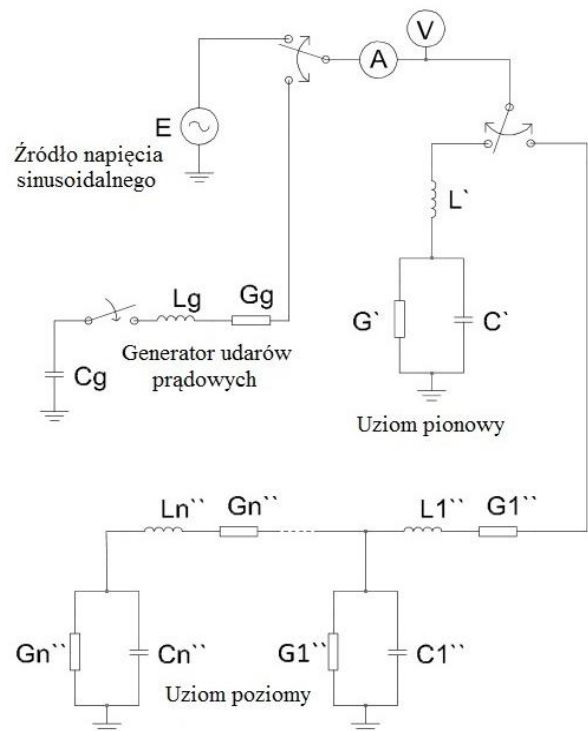 V
A
E
Źródło napięcia
sinusoidalnego
L`
Lg
Gg
G`
C`
Generator udarów
prądowych
Cg
Uziom pionowy
Ln``
Gn``
L1``
G1``
Gn``
Cn``
G1``
C1``
Uziom poziomy